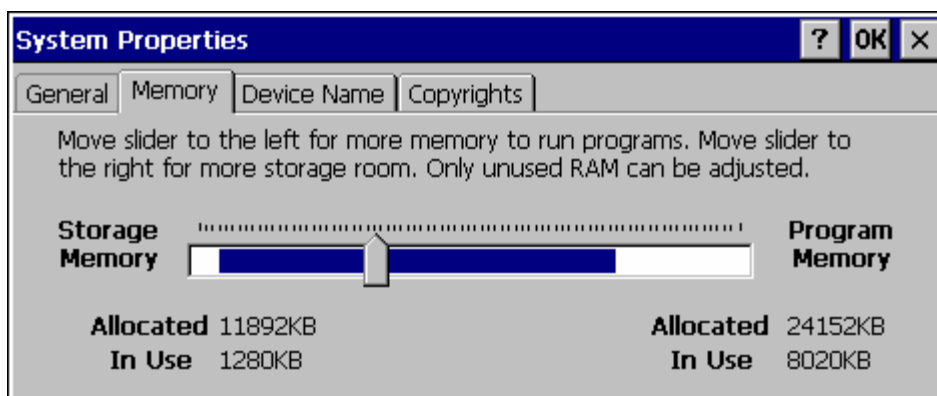 System Properties ? OK ×
General Memory Device Name Copyrights
Move slider to the left for more memory to run programs. Move slider to
the right for more storage room. Only unused RAM can be adjusted.
Storage Program
Memory Memory
Allocated 11892KB Allocated 24152KB
In Use 1280KB In Use 8020KB